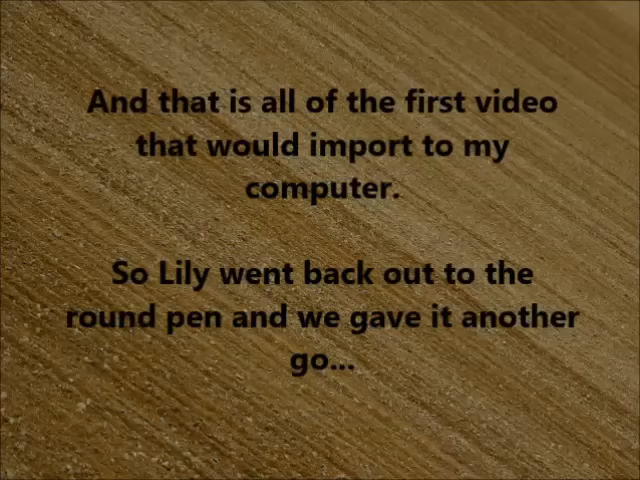 And that is all of the first video
that would import to my
computer.
So Lily went back out to the
round pen and we gave it another
go...